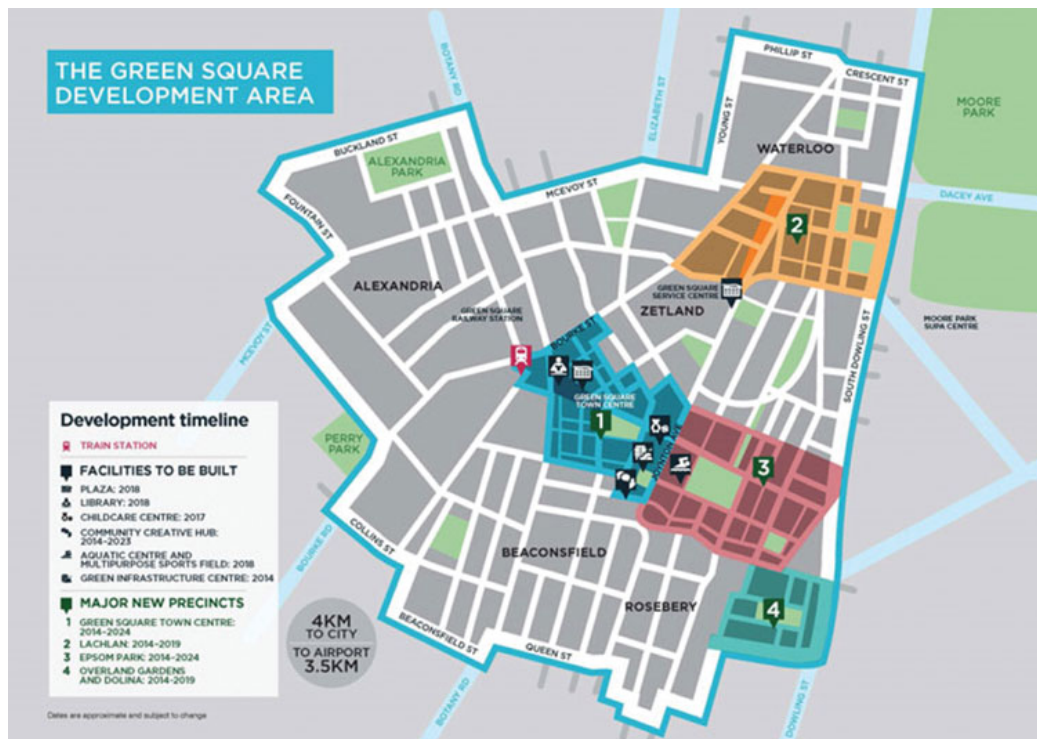 THE GREEN SQUARE
DEVELOPMENT AREA
BOTANY RD
ELIZABETH ST
PHILLIP ST
CRESCENT ST
YOUNG ST
MOORE
PARK
WATERLOO
BUCKLAND ST
ALEXANDRIA
PARK
MCEVOY ST
DACEY AVE
FOUNTAIN ST
2
ALEXANDRIA
GREEN SQUARE
SERVICE CENTRE
ZETLAND
GREEN SQUARE
RAILWAY STATION
MOORE PARK
SUPA CENTRE
BOURKE ST
MCEVOY ST
SOUTH DOWLING ST
GREEN SQUARE
TOWN CENTRE
1
3
PERRY
PARK
Development timeline
TRAIN STATION
FACILITIES TO BE BUILT
PLAZA: 2018
LIBRARY: 2018
CHILDCARE CENTRE: 2017
COMMUNITY CREATIVE HUB:
2014-2023
AQUATIC CENTRE AND
MULTIPURPOSE SPORTS FIELD: 2018
GREEN INFRASTRUCTURE CENTRE: 2014
MAJOR NEW PRECINCTS
1 GREEN SQUARE TOWN CENTRE:
2014-2024
2 LACHLAN: 2014-2019
3 EPSOM PARK: 2014-2024
4 OVERLAND GARDENS
AND DOLINA: 2014-2019
COLLINS ST
BOURKE RD
BEACONSFIELD
ROSEBERY
4
4KM
TO CITY
TO AIRPORT
3.5KM
BEACONSFIELD ST
QUEEN ST
BOTANY RD
DOWLING ST
Dates are approximate and subject to change